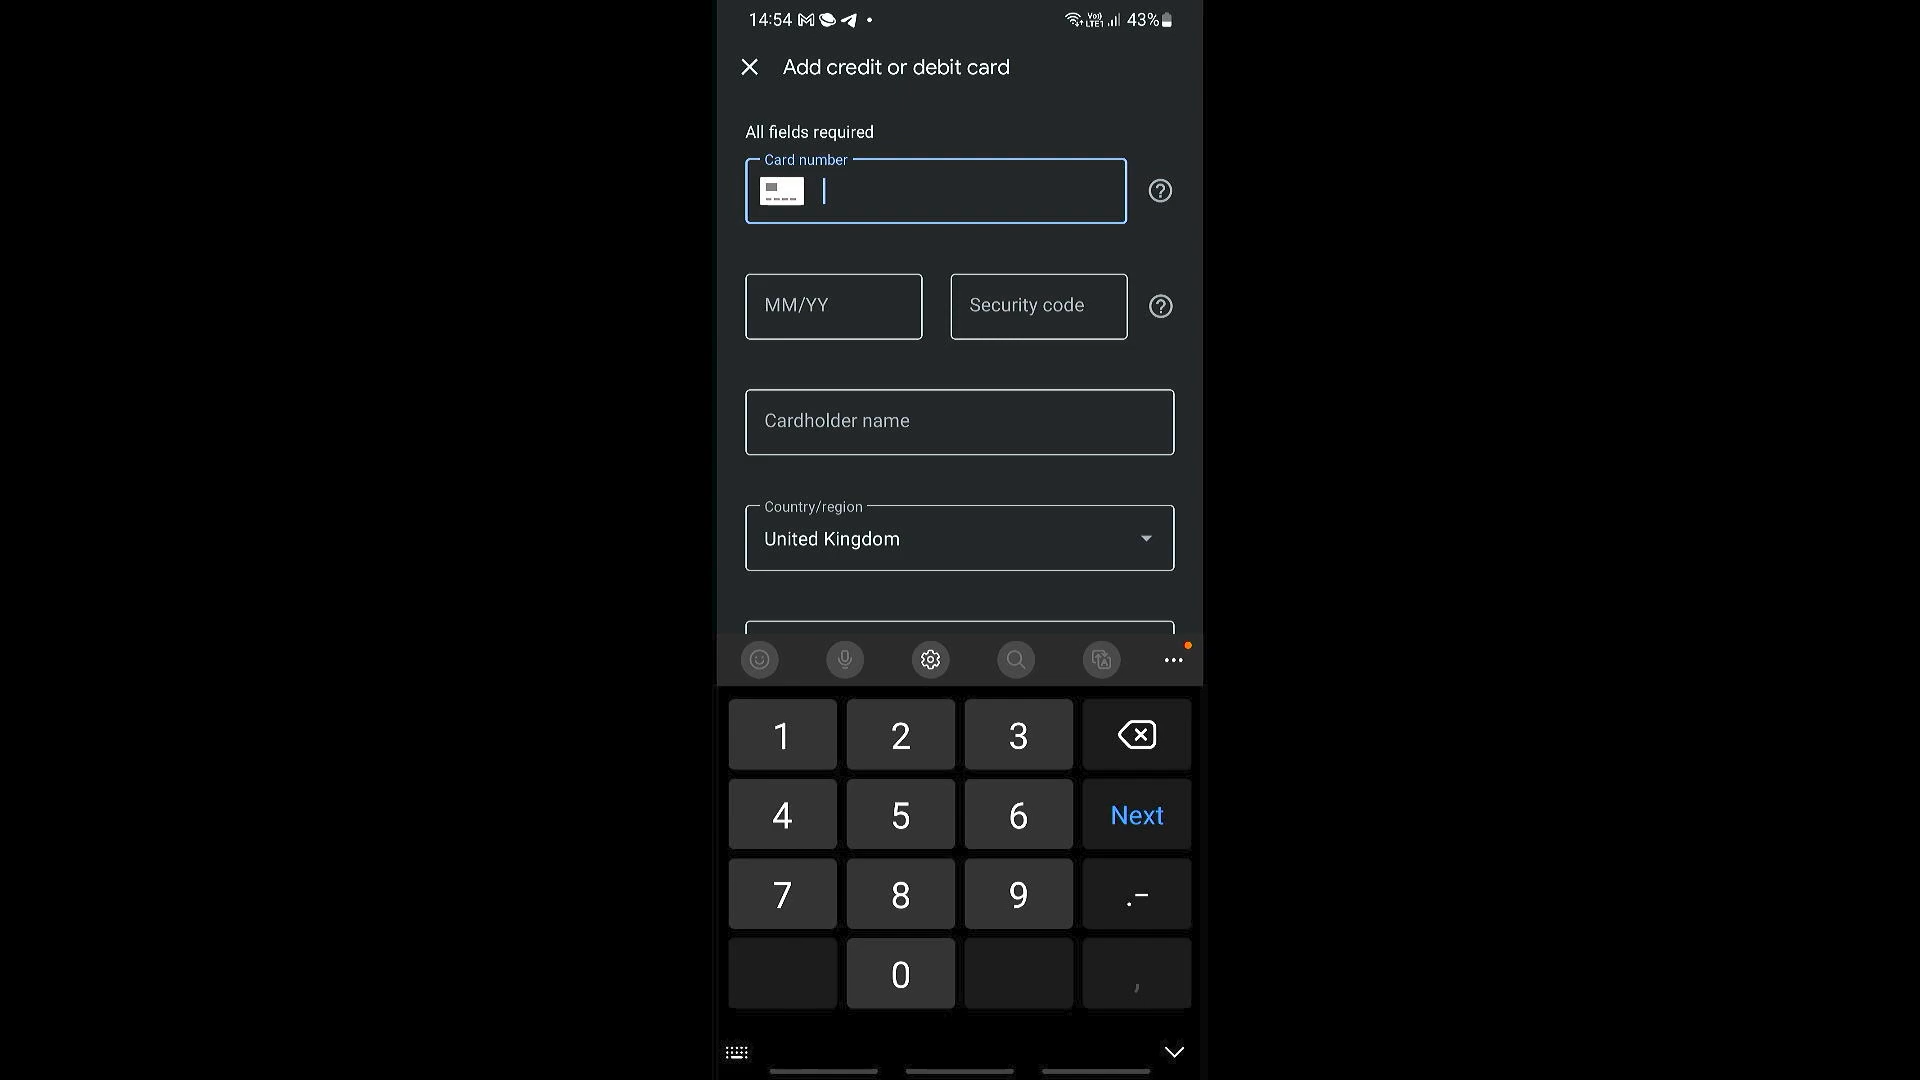 14:54 43%
Add credit or debit card
All fields required
Card number
MM/YY Security code
Cardholder name
Country/region
United Kingdom
1 2 3
4 5 6 Next
7 8 9 .–
0 ,